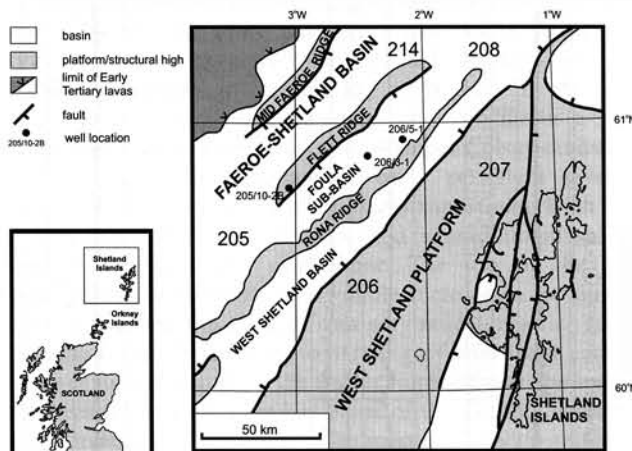 basin
platform/structural high
limit of Early
Tertiary lavas
fault
well location
205/10-2B
3°W
2°W
1°W
61°N
60°N
MID FAEROE RIDGE
214
208
FAEROE-SHETLAND BASIN
FLETT RIDGE
206/5-1
206/3-1
205/10-2B
FOULA
SUB-BASIN
207
205
RONA RIDGE
WEST SHETLAND BASIN
206
WEST SHETLAND PLATFORM
SHETLAND
ISLANDS
50 km
Shetland
Islands
Orkney
Islands
SCOTLAND